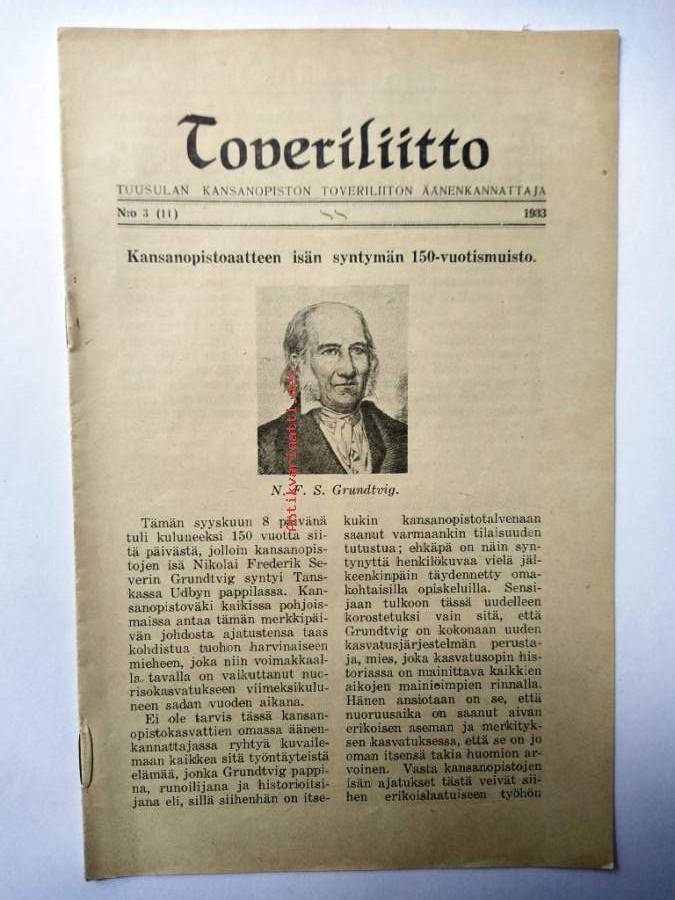 Toveriliitto
TUUSULAN KANSANOPISTON TOVERILIITON ÄÄNENKANNATTAJA
N:o 3 (11) 1933
Kansanopistoaatteen isän syntymän 150-vuotismuisto.
N. F. S. Grundtvig.
Tämän syyskuun 8 päivänä
tuli kuluneeksi 150 vuotta sii-
tä päivästä, jolloin kansanopis-
tojen isä Nikolai Frederik Se-
verin Grundtvig syntyi Tans-
kassa Udbyn pappilassa. Kan-
sanopistoväki kaikissa pohjois-
maissa antaa tämän merkkipäi-
vän johdosta ajatustensa taas
kohdistua tuohon harvinaiseen
mieheen, joka niin voimakkaal-
la tavalla on vaikuttanut nuo-
risokasvatukseen viimeksikulu-
neen sadan vuoden aikana.
Ei ole tarvis tässä kansan-
opistokasvattien omassa äänen-
kannattajassa ryhtyä kuvaile-
maan kaikkea sitä työntäyteistä
elämää, jonka Grundtvig pappi-
na, runoilijana ja historioitsi-
jana eli, sillä siihenhän on itse-
kukin kansanopistotalvenaan
saanut varmaankin tilaisuuden
tutustua; ehkäpä on näin syn-
tynyttä henkilökuvaa vielä jäl-
keenkinpäin täydennetty oma-
kohtaisilla opiskeluilla. Sensi-
jaan tulkoon tässä uudelleen
korostetuksi vain sitä, että
Grundtvig on kokonaan uuden
kasvatusjärjestelmän perusta-
ja, mies, joka kasvatusopin his-
toriassa on mainittava kaikkien
aikojen mainioimpien rinnalla.
Hänen ansiotaan on se, että
nuoruusaika on saanut aivan
erikoisen aseman ja merkityk-
sen kasvatuksessa, että se on jo
oman itsensä takia huomion ar-
voinen. Vasta kansanopistojen
isän ajatukset tästä veivät sii-
hen erikoislaatuiseen työhön
antikvariaatti.net